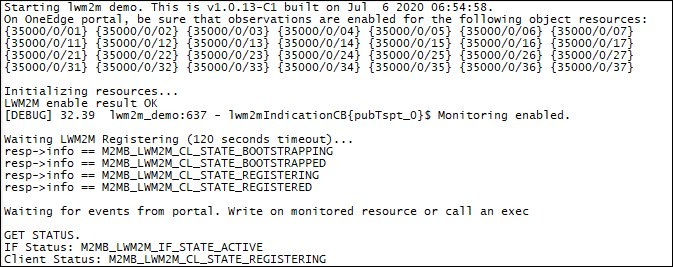 Starting lwm2m demo. This is v1.0.13-C1 built on Jul  6 2020 06:54:58.
On OneEdge portal, be sure that observations are enabled for the following object resources:
{35000/0/01} {35000/0/02} {35000/0/03} {35000/0/04} {35000/0/05} {35000/0/06} {35000/0/07}
{35000/0/11} {35000/0/12} {35000/0/13} {35000/0/14} {35000/0/15} {35000/0/16} {35000/0/17}
{35000/0/21} {35000/0/22} {35000/0/23} {35000/0/24} {35000/0/25} {35000/0/26} {35000/0/27}
{35000/0/31} {35000/0/32} {35000/0/33} {35000/0/34} {35000/0/35} {35000/0/36} {35000/0/37}
Initializing resources...
LWM2M enable result OK
[DEBUG] 32.39  lwm2m_demo:637 - lwm2mIndicationCB{pubTspt_0}$ Monitoring enabled.
Waiting LWM2M Registering (120 seconds timeout)...
resp->info == M2MB_LWM2M_CL_STATE_BOOTSTRAPPING
resp->info == M2MB_LWM2M_CL_STATE_BOOTSTRAPPED
resp->info == M2MB_LWM2M_CL_STATE_REGISTERING
resp->info == M2MB_LWM2M_CL_STATE_REGISTERED
Waiting for events from portal. Write on monitored resource or call an exec
GET STATUS.
IF Status: M2MB_LWM2M_IF_STATE_ACTIVE
Client Status: M2MB_LWM2M_CL_STATE_REGISTERING